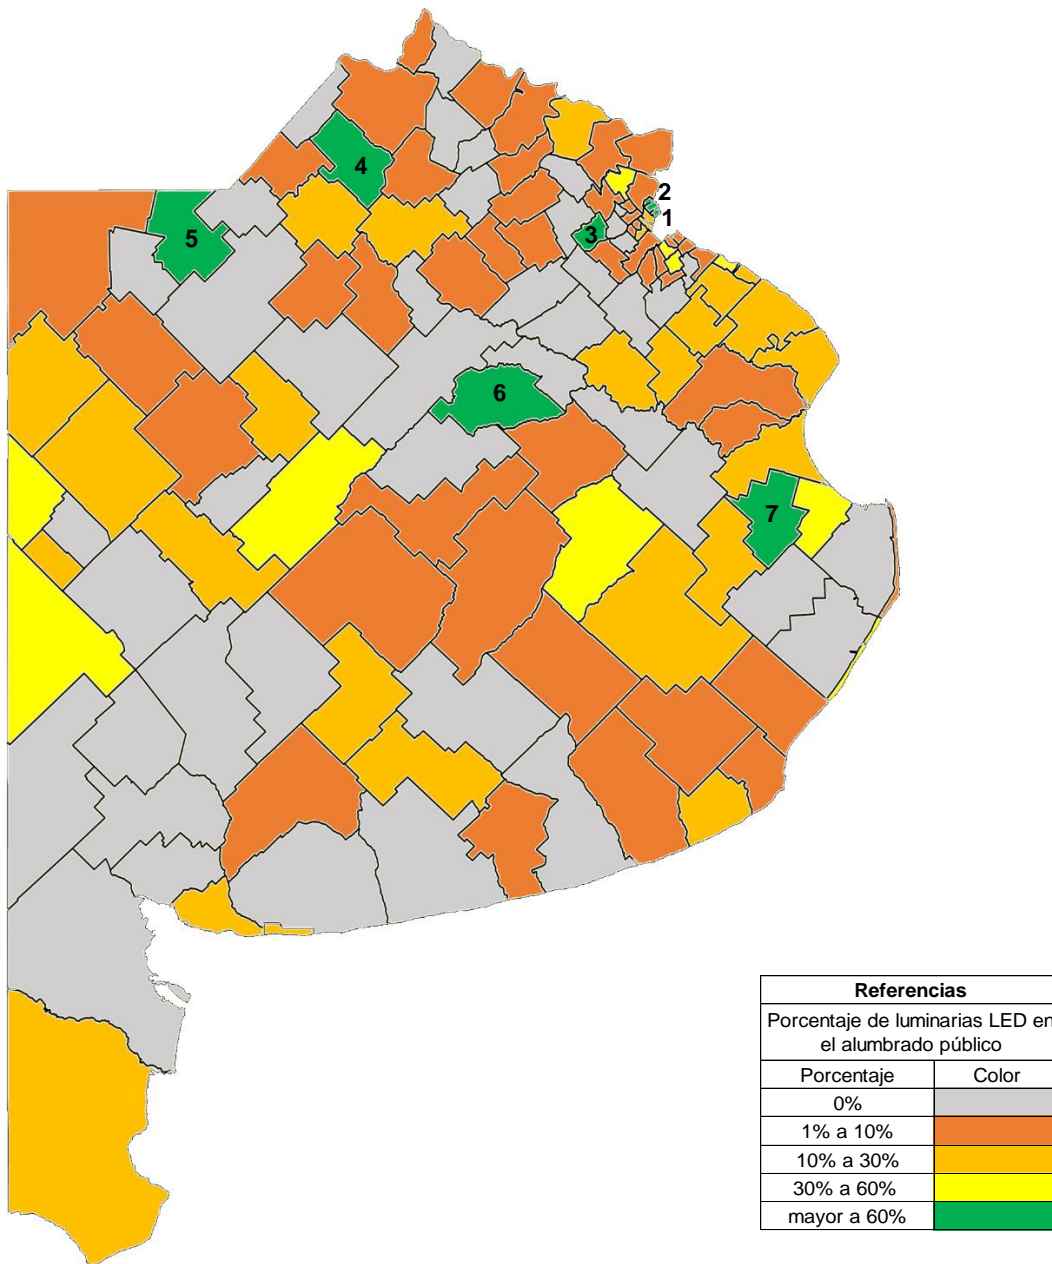 4
2
1
5
3
6
7
Referencias
Porcentaje de luminarias LED en
el alumbrado público
Porcentaje Color
0%
1% a 10%
10% a 30%
30% a 60%
mayor a 60%